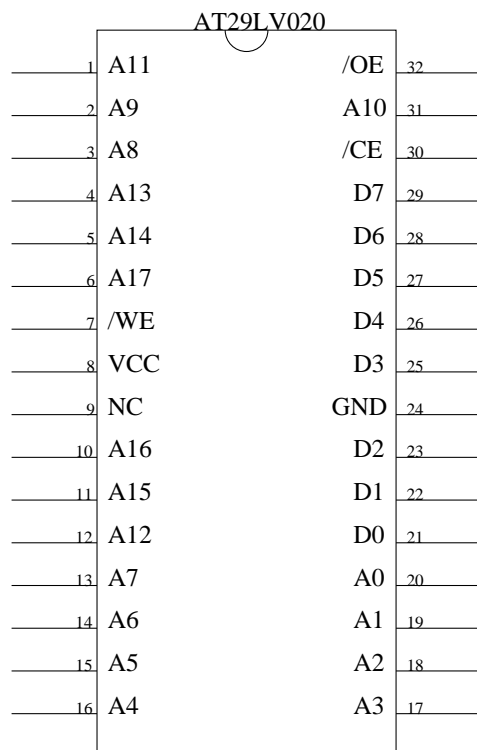 AT29LV020
1 A11 /OE 32
2 A9 A10 31
3 A8 /CE 30
4 A13 D7 29
5 A14 D6 28
6 A17 D5 27
7 /WE D4 26
8 VCC D3 25
9 NC GND 24
10 A16 D2 23
11 A15 D1 22
12 A12 D0 21
13 A7 A0 20
14 A6 A1 19
15 A5 A2 18
16 A4 A3 17